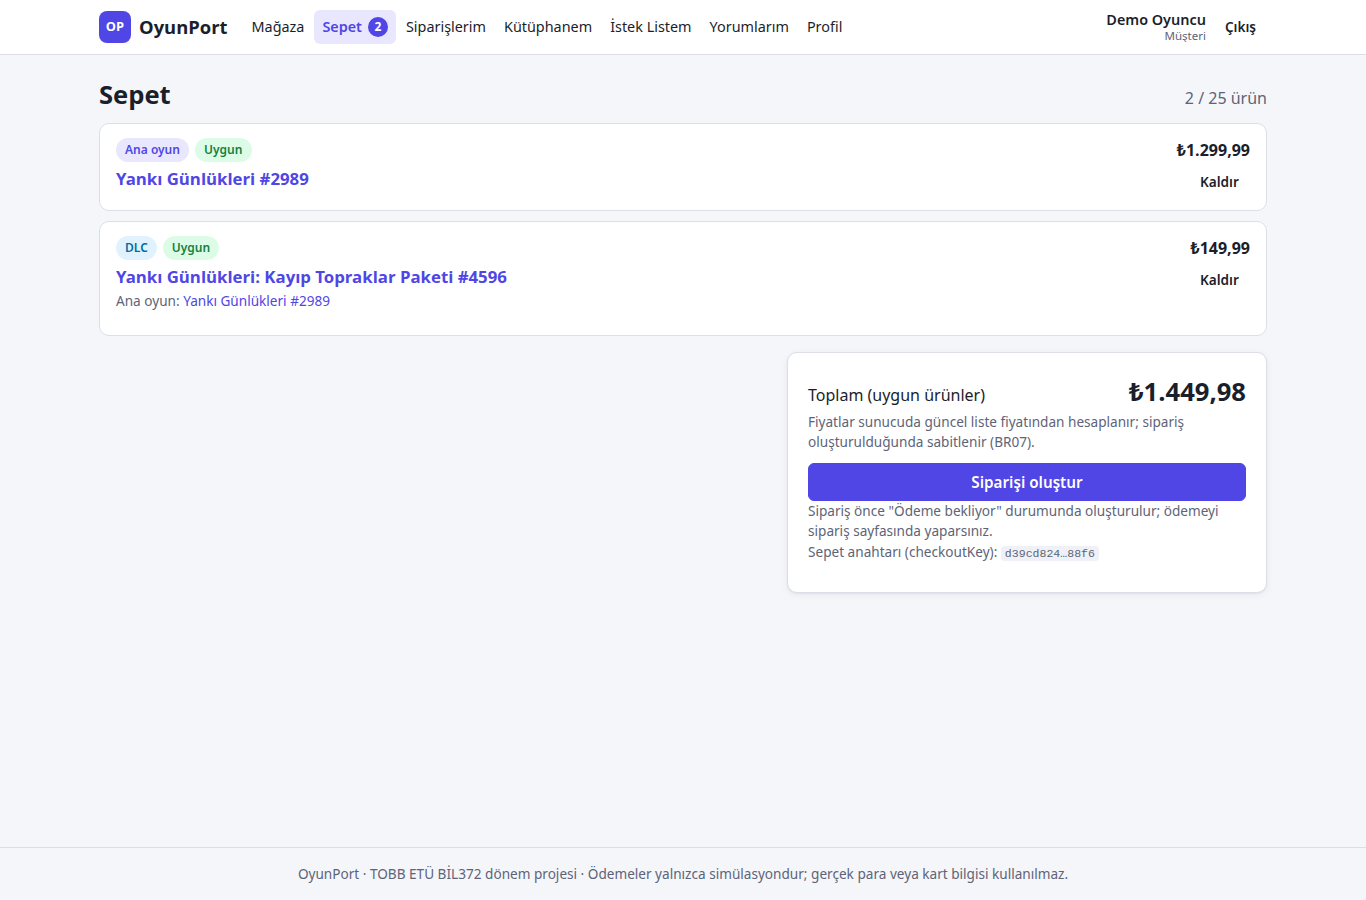 OP OyunPort Mağaza Sepet 2 Siparişlerim Kütüphanem İstek Listem Yorumlarım Profil Demo Oyuncu Çıkış
Müşteri
Sepet 2 / 25 ürün
Ana oyun Uygun ₺1.299,99
Yankı Günlükleri #2989 Kaldır
DLC Uygun ₺149,99
Yankı Günlükleri: Kayıp Topraklar Paketi #4596 Kaldır
Ana oyun: Yankı Günlükleri #2989
Toplam (uygun ürünler) ₺1.449,98
Fiyatlar sunucuda güncel liste fiyatından hesaplanır; sipariş
oluşturulduğunda sabitlenir (BR07).
Siparişi oluştur
Sipariş önce "Ödeme bekliyor" durumunda oluşturulur; ödemeyi
sipariş sayfasında yaparsınız.
Sepet anahtarı (checkoutKey): d39cd824…88f6
OyunPort · TOBB ETÜ BİL372 dönem projesi · Ödemeler yalnızca simülasyondur; gerçek para veya kart bilgisi kullanılmaz.